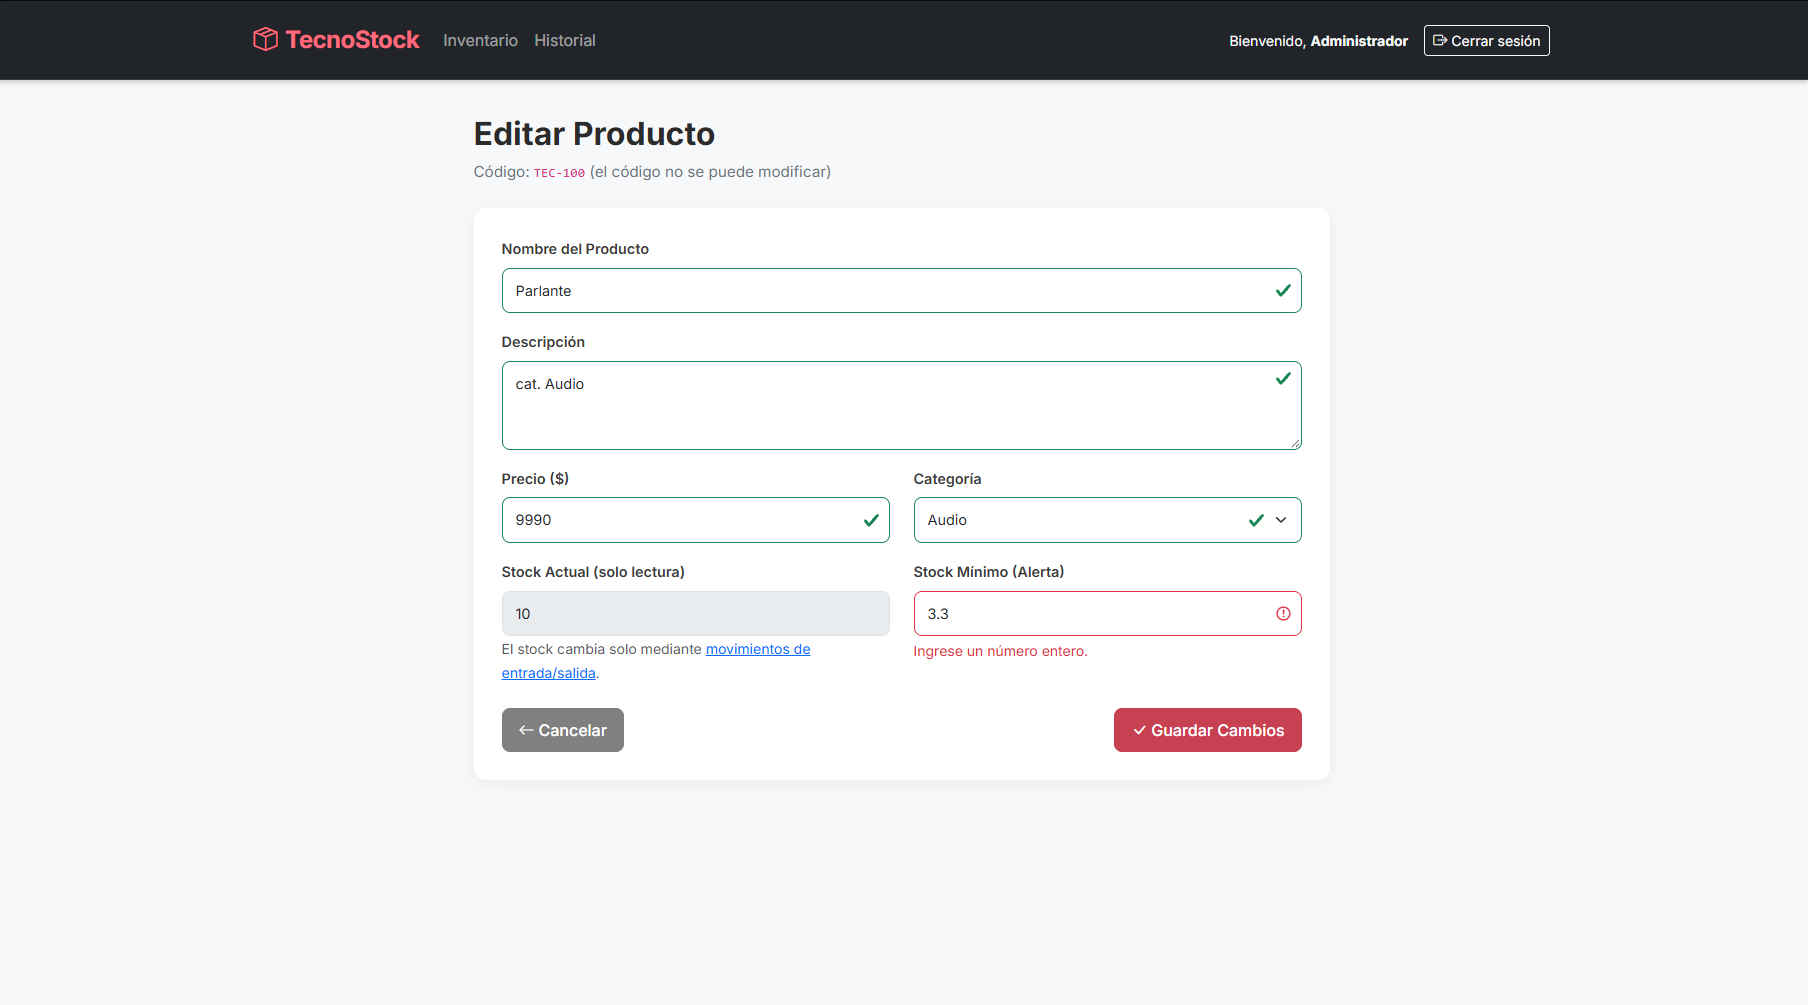 TecnoStock Inventario Historial Bienvenido, Administrador Cerrar sesión
Editar Producto
Código: TEC-100 (el código no se puede modificar)
Nombre del Producto
Parlante
Descripción
cat. Audio
Precio ($) Categoría
9990 Audio
Stock Actual (solo lectura) Stock Mínimo (Alerta)
10 3.3
El stock cambia solo mediante movimientos de Ingrese un número entero.
entrada/salida.
Cancelar Guardar Cambios